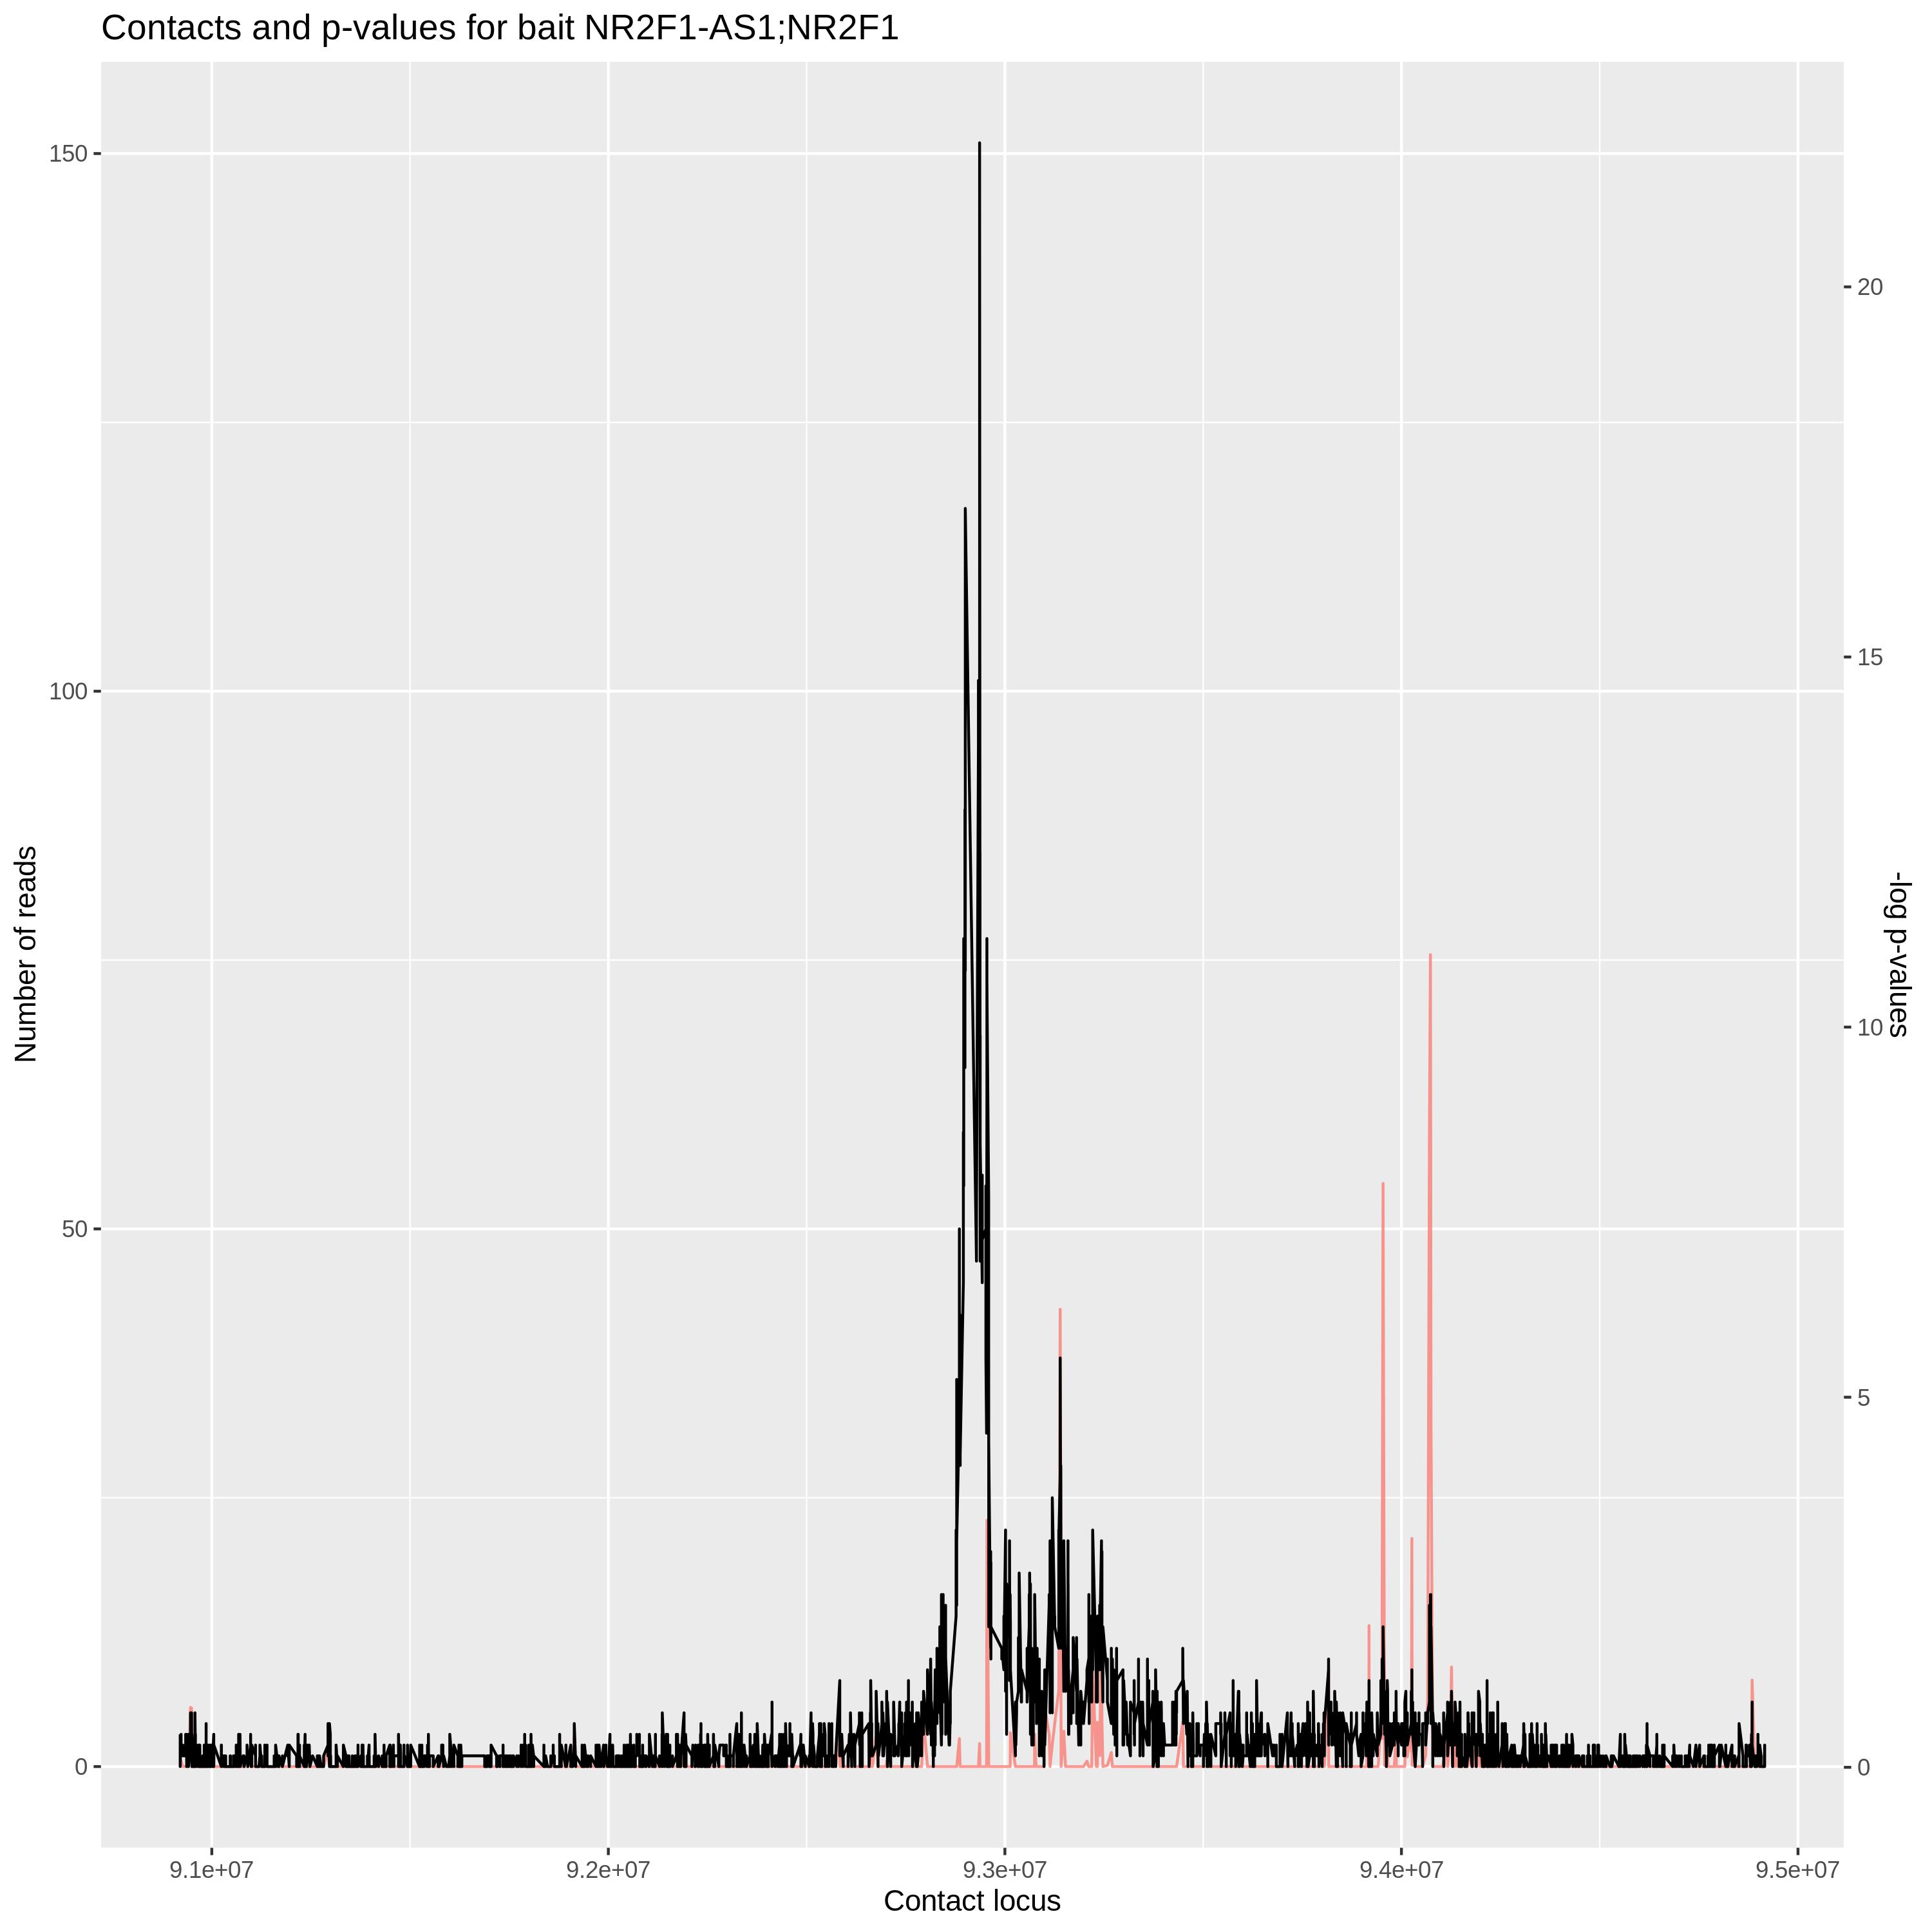 Contacts and p-values for bait NR2F1-AS1;NR2F1
150
100
50
0
Number of reads
20
15
10
5
0
-log p-values
9.1e+07
9.2e+07
9.3e+07
9.4e+07
9.5e+07
Contact locus